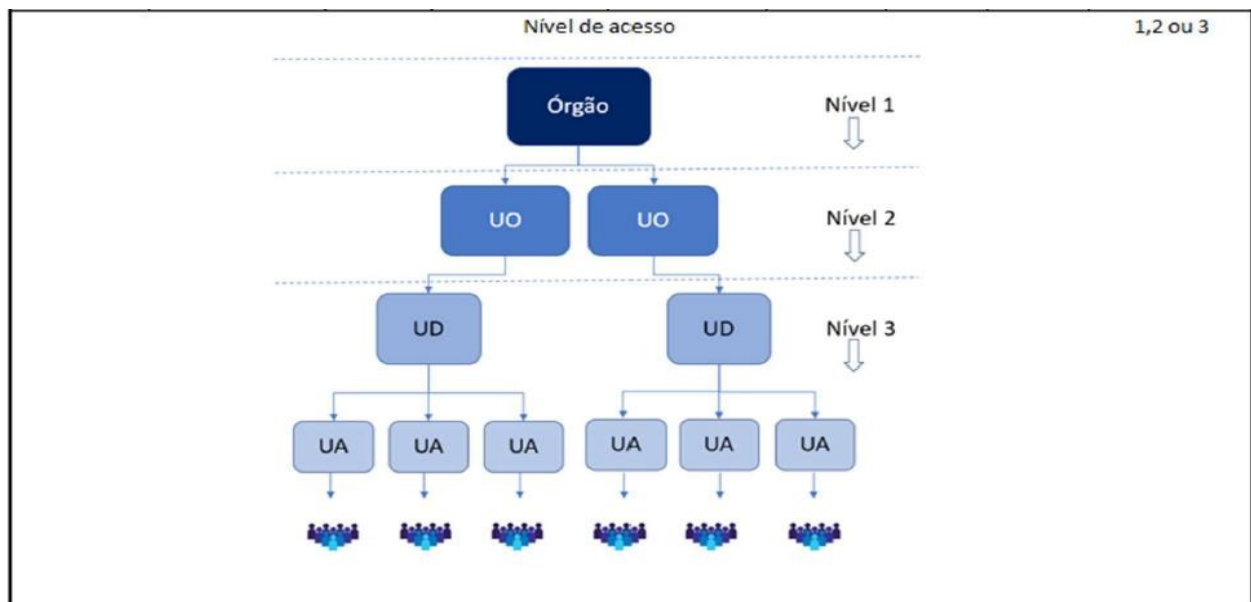 Nível de acesso 1,2 ou 3
Órgão Nível 1
UO UO Nível 2
UD UD Nível 3
UA UA UA UA UA UA